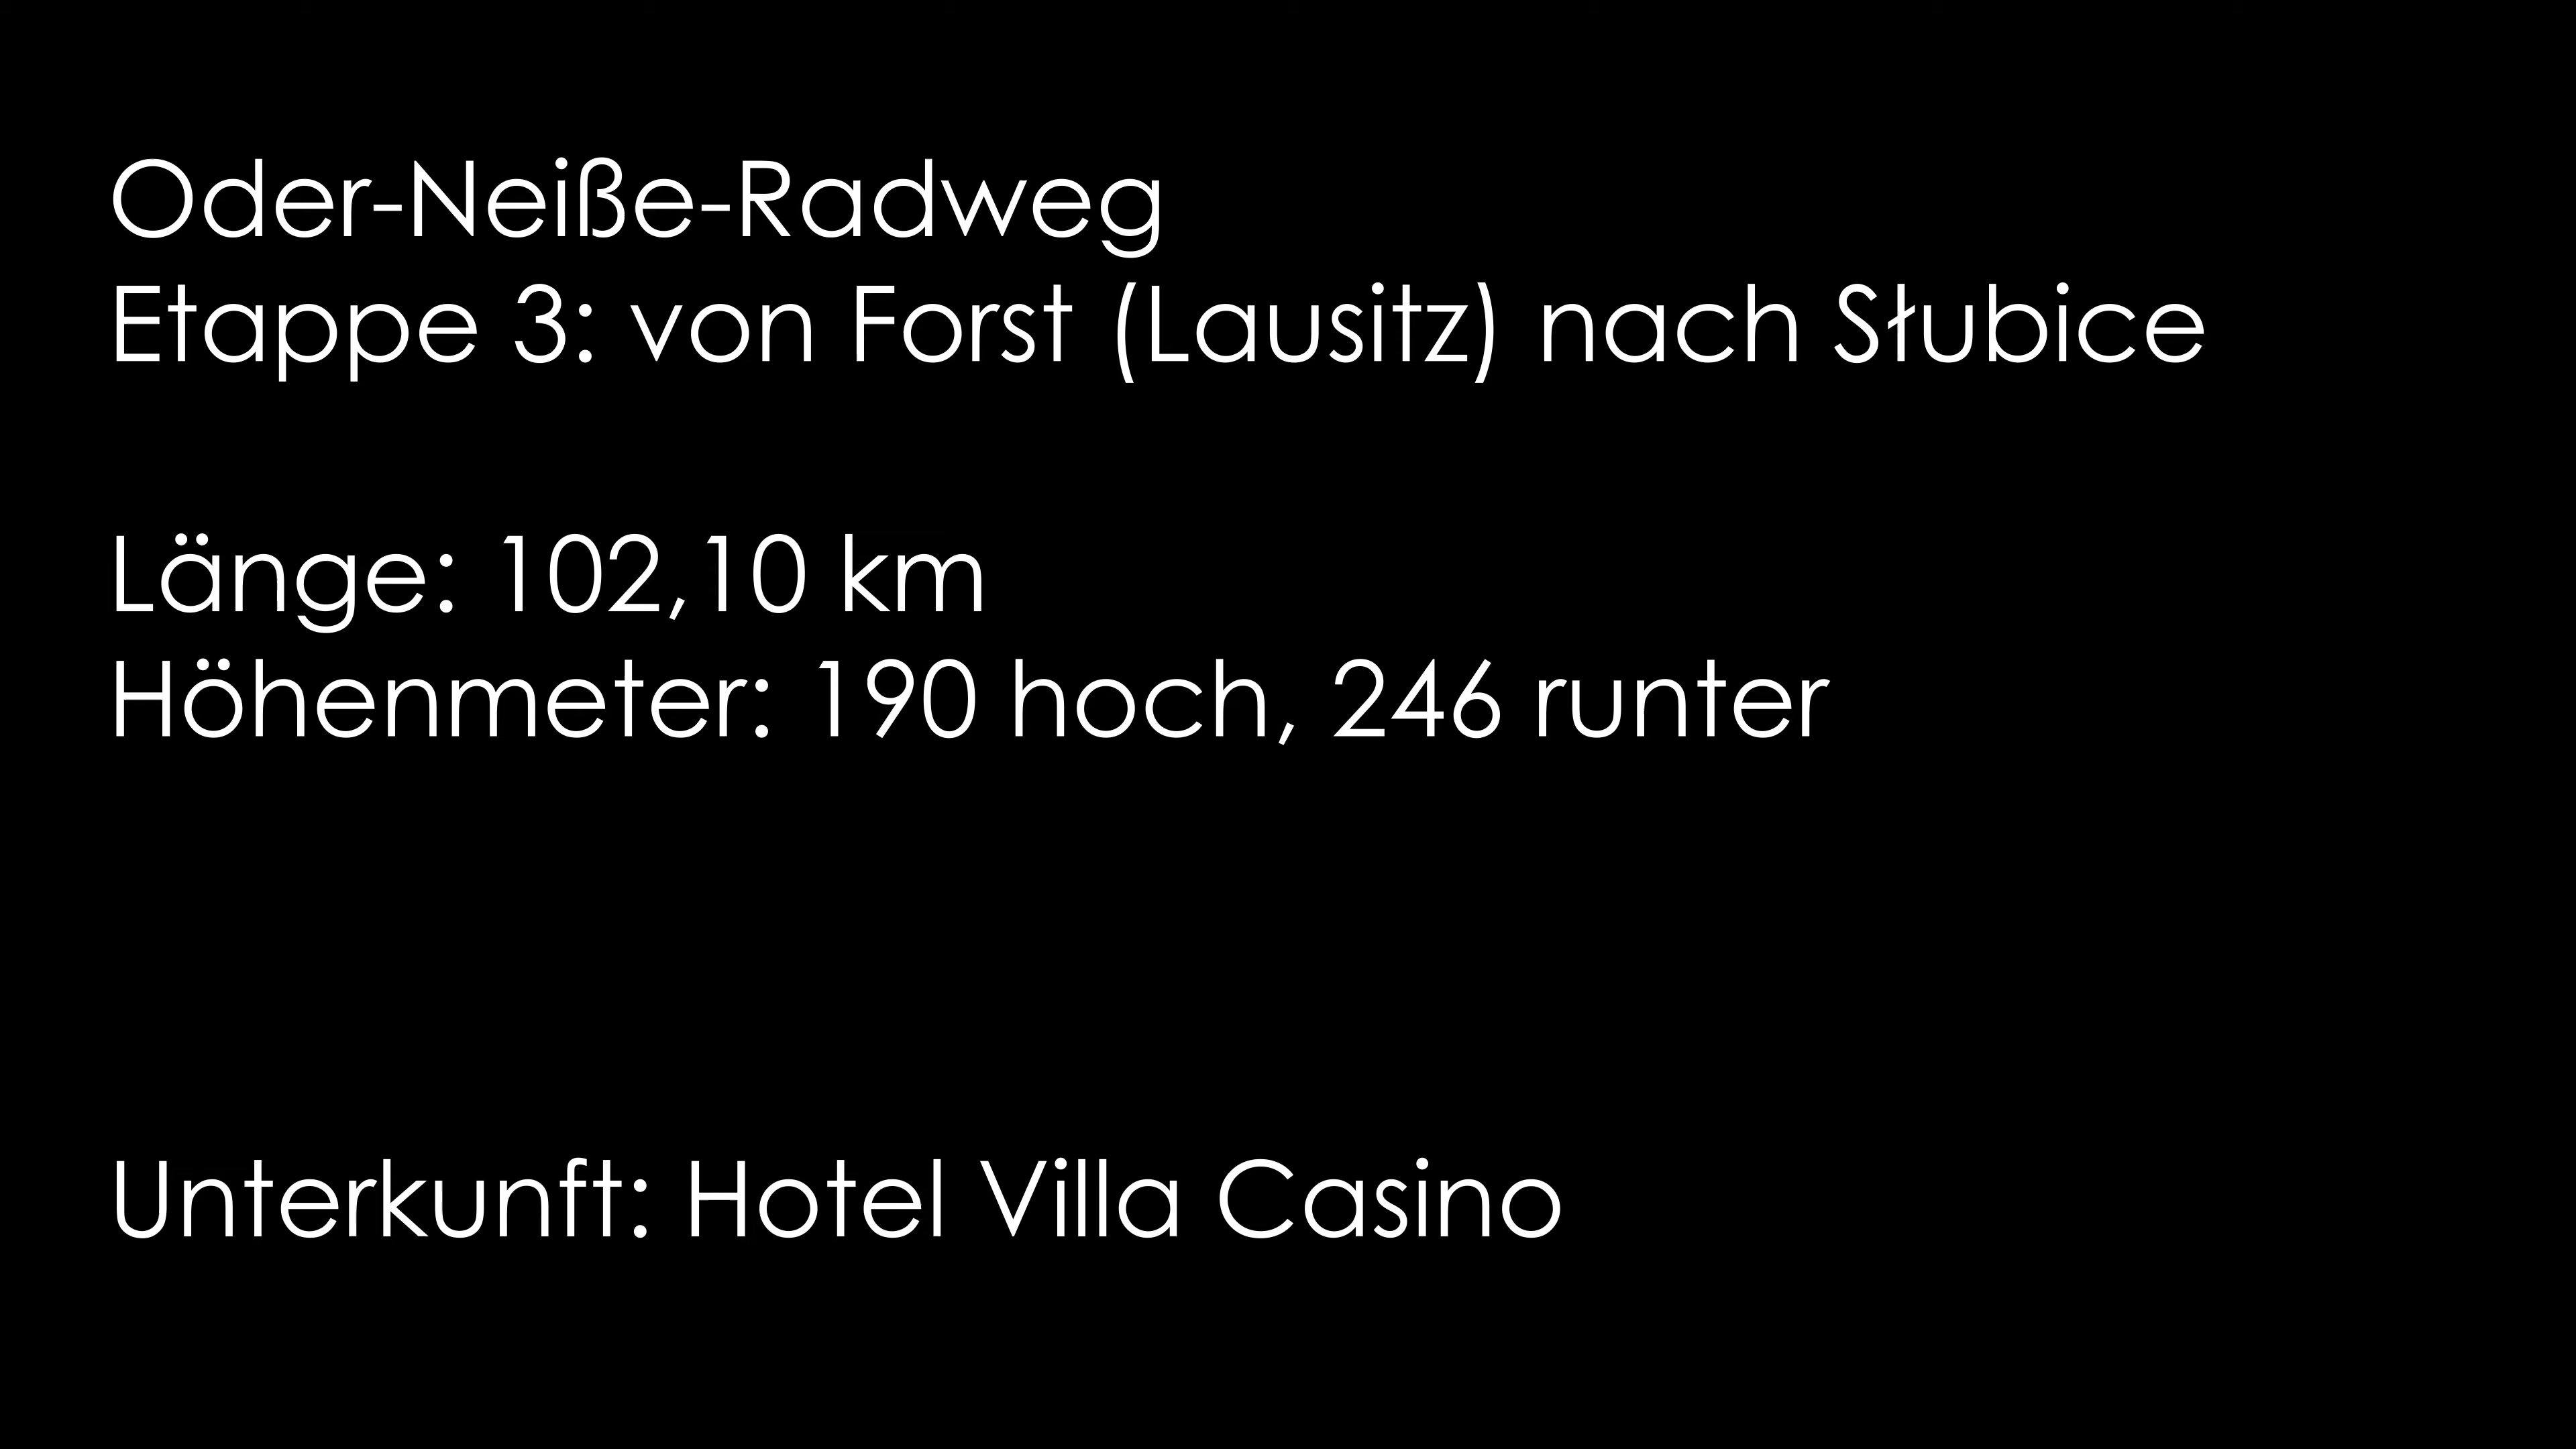 Oder-Neiße-Radweg
Etappe 3: von Forst (Lausitz) nach Słubice
Länge: 102,10 km
Höhenmeter: 190 hoch, 246 runter
Unterkunft: Hotel Villa Casino